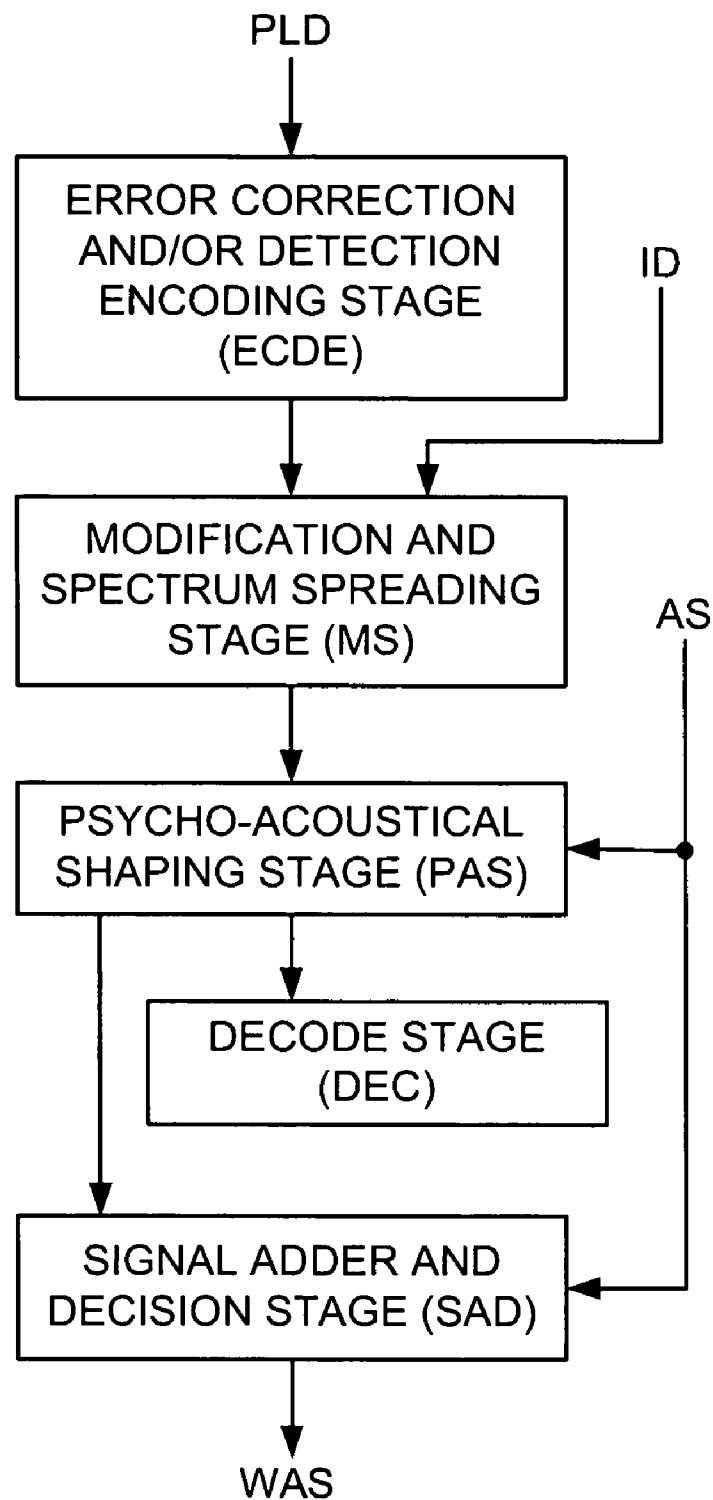 PLD
ERROR CORRECTION
AND/OR DETECTION
ENCODING STAGE
(ECDE)
ID
MODIFICATION AND
SPECTRUM SPREADING
STAGE (MS)
AS
PSYCHO-ACOUSTICAL
SHAPING STAGE (PAS)
DECODE STAGE
(DEC)
SIGNAL ADDER AND
DECISION STAGE (SAD)
WAS